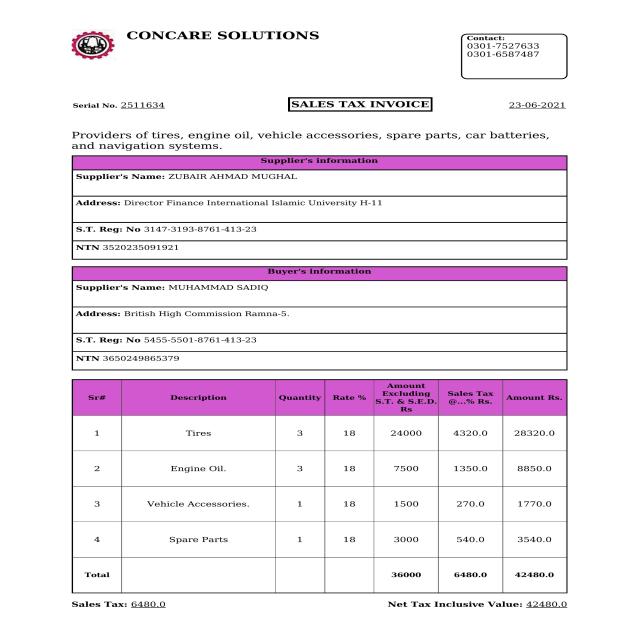 CONCARE SOLUTIONS
Contact:
0301-7527633
0301-6587487
Serial No. 2511634 SALES TAX INVOICE 23-06-2021
Providers of tires, engine oil, vehicle accessories, spare parts, car batteries,
and navigation systems.
Supplier's information
Supplier's Name: ZUBAIR AHMAD MUGHAL
Address: Director Finance International Islamic University H-11
S.T. Reg: No 3147-3193-8761-413-23
NTN 3520235091921
Buyer's information
Supplier's Name: MUHAMMAD SADIQ
Address: British High Commission Ramna-5.
S.T. Reg: No 5455-5501-8761-413-23
NTN 3650249865379
Sr# Description Quantity Rate % Amount Excluding S.T. & S.E.D. Rs Sales Tax @...% Rs. Amount Rs.
1 Tires 3 18 24000 4320.0 28320.0
2 Engine Oil. 3 18 7500 1350.0 8850.0
3 Vehicle Accessories. 1 18 1500 270.0 1770.0
4 Spare Parts 1 18 3000 540.0 3540.0
Total 36000 6480.0 42480.0
Sales Tax: 6480.0 Net Tax Inclusive Value: 42480.0